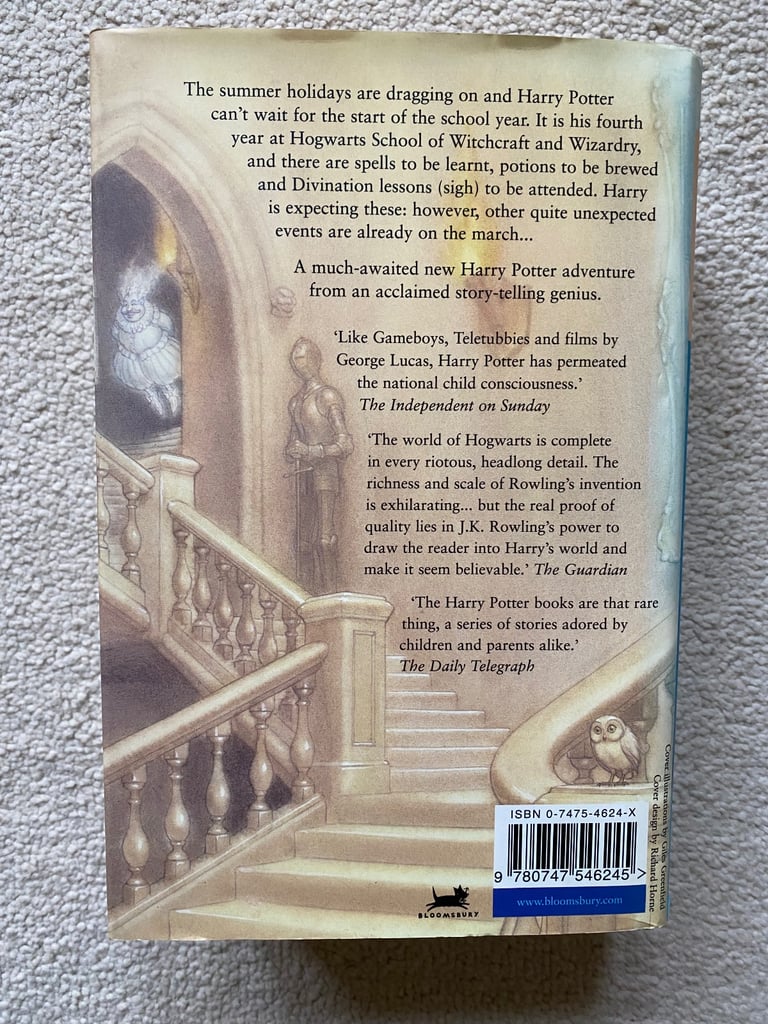 The summer holidays are dragging on and Harry Potter
can't wait for the start of the school year. It is his fourth
year at Hogwarts School of Witchcraft and Wizardry,
and there are spells to be learnt, potions to be brewed
and Divination lessons (sigh) to be attended. Harry
is expecting these: however, other quite unexpected
events are already on the march...
A much-awaited new Harry Potter adventure
from an acclaimed story-telling genius.
'Like Gameboys, Teletubbies and films by
George Lucas, Harry Potter has permeated
the national child consciousness.'
The Independent on Sunday
'The world of Hogwarts is complete
in every riotous, headlong detail. The
richness and scale of Rowling's invention
is exhilarating... but the real proof of
quality lies in J.K. Rowling's power to
draw the reader into Harry's world and
make it seem believable.' The Guardian
'The Harry Potter books are that rare
thing, a series of stories adored by
children and parents alike.'
The Daily Telegraph
Cover illustrations by Giles Greenfield
Cover design by Richard Horne
ISBN 0-7475-4624-X
9 780747 546245 >
www.bloomsbury.com
BLOOMSBURY